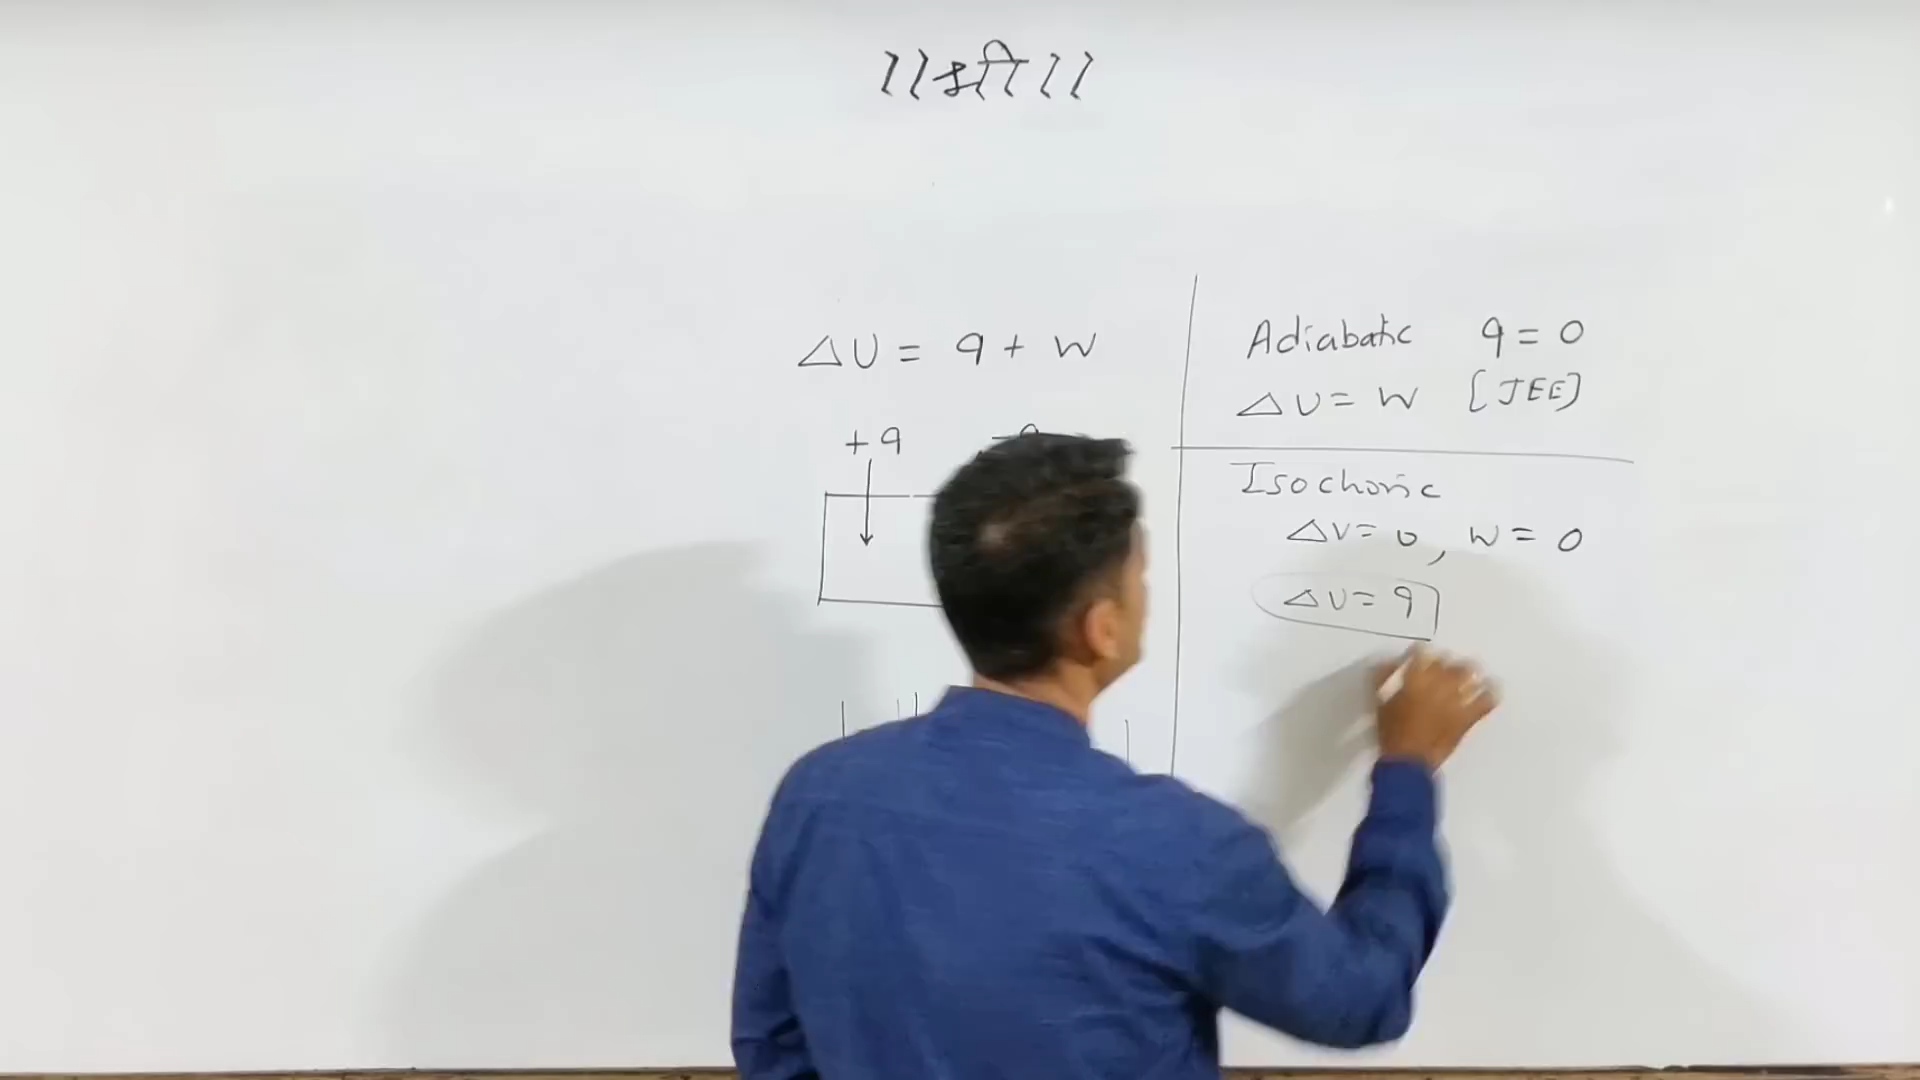 ।। श्री ।।
ΔU = q + w
+q
Adiabatic q = 0
ΔU = w [JEE]
Isochoric
ΔV = 0, w = 0
ΔU = q